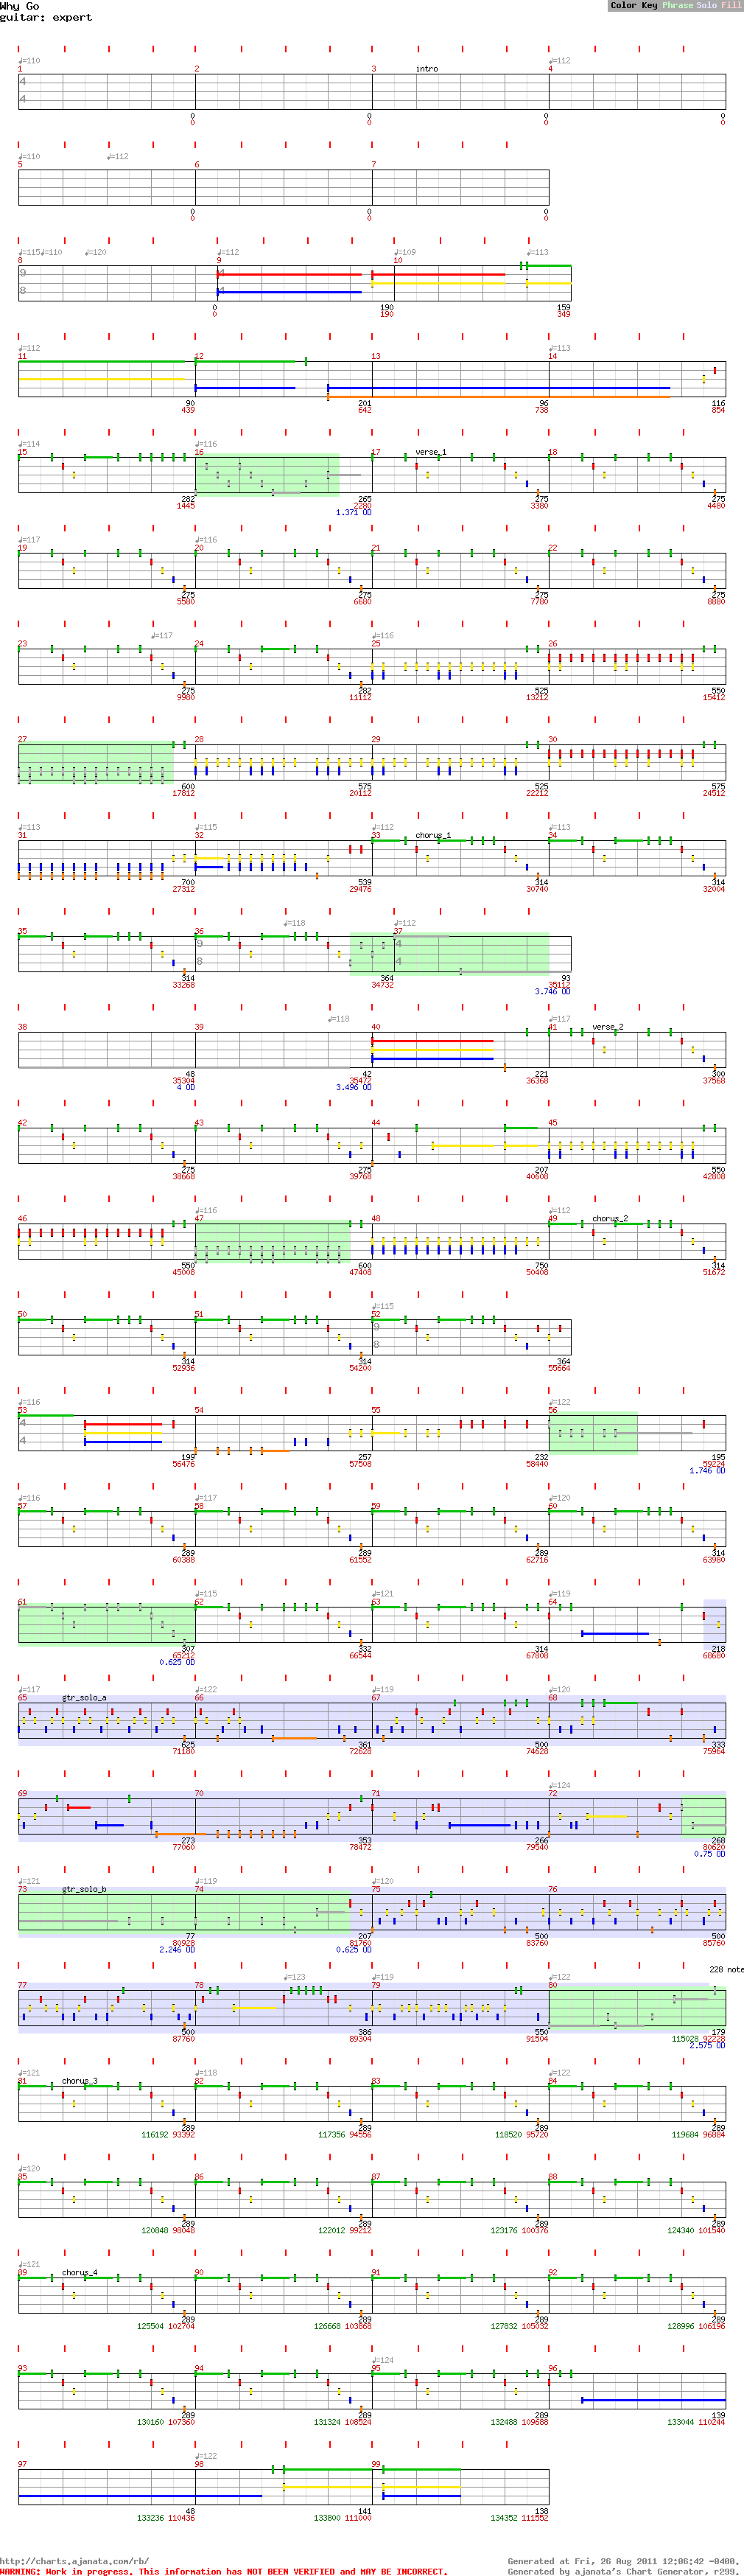 Why Go
guitar: expert
Color Key Phrase Solo Fill
♩=110 ♩=112
1 2 3 intro 4
4
4
0 0 0 0
0 0 0 0
♩=110 ♩=112
5 6 7
0 0 0
0 0 0
♩=115 ♩=110 ♩=120 ♩=112 ♩=109 ♩=113
8 9 10
9 4
8 4
0 190 159
0 190 349
♩=112 ♩=113
11 12 13 14
90 201 96 116
439 642 738 854
♩=114 ♩=116
15 16 17 verse_1 18
282 265 275 275
1445 2280 3380 4480
1.371 OD
♩=117 ♩=116
19 20 21 22
275 275 275 275
5580 6680 7780 8880
♩=117 ♩=116
23 24 25 26
275 282 525 550
9980 11112 13212 15412
27 28 29 30
600 575 525 575
17812 20112 22212 24512
♩=113 ♩=115 ♩=112 ♩=113
31 32 33 chorus_1 34
700 539 314 314
27312 29476 30740 32004
♩=118 ♩=112
35 36 37
9 4
8 4
314 364 93
33268 34732 35112
3.746 OD
♩=118 ♩=117
38 39 40 41 verse_2
48 42 221 300
35304 35472 36368 37568
4 OD 3.496 OD
42 43 44 45
275 275 207 550
38668 39768 40608 42808
♩=116 ♩=112
46 47 48 49 chorus_2
550 600 750 314
45008 47408 50408 51672
♩=115
50 51 52
9
8
314 314 364
52936 54200 55664
♩=116 ♩=122
53 54 55 56
4
4
199 257 232 195
56476 57508 58440 59224
1.746 OD
♩=116 ♩=117 ♩=120
57 58 59 60
289 289 289 314
60388 61552 62716 63980
♩=115 ♩=121 ♩=119
61 62 63 64
307 332 314 218
65212 66544 67808 68680
0.625 OD
♩=117 ♩=122 ♩=119 ♩=120
65 gtr_solo_a 66 67 68
625 361 500 333
71180 72628 74628 75964
♩=124
69 70 71 72
273 353 266 268
77060 78472 79540 80620
0.75 OD
♩=121 ♩=119 ♩=120
73 gtr_solo_b 74 75 76
77 207 500 500
80928 81760 83760 85760
2.246 OD 0.625 OD
228 note
♩=123 ♩=119 ♩=122
77 78 79 80
500 386 550 179
87760 89304 91504 115028 92228
2.575 OD
♩=121 ♩=118 ♩=122
81 chorus_3 82 83 84
289 289 289 289
116192 93392 117356 94556 118520 95720 119684 96884
♩=120
85 86 87 88
289 289 289 289
120848 98048 122012 99212 123176 100376 124340 101540
♩=121
89 chorus_4 90 91 92
289 289 289 289
125504 102704 126668 103868 127832 105032 128996 106196
♩=124
93 94 95 96
289 289 289 139
130160 107360 131324 108524 132488 109688 133044 110244
♩=122
97 98 99
48 141 138
133236 110436 133800 111000 134352 111552
http://charts.ajanata.com/rb/ Generated at Fri, 26 Aug 2011 12:06:42 -0400.
WARNING: Work in progress. This information has NOT BEEN VERIFIED and MAY BE INCORRECT. Generated by ajanata's Chart Generator, r299.